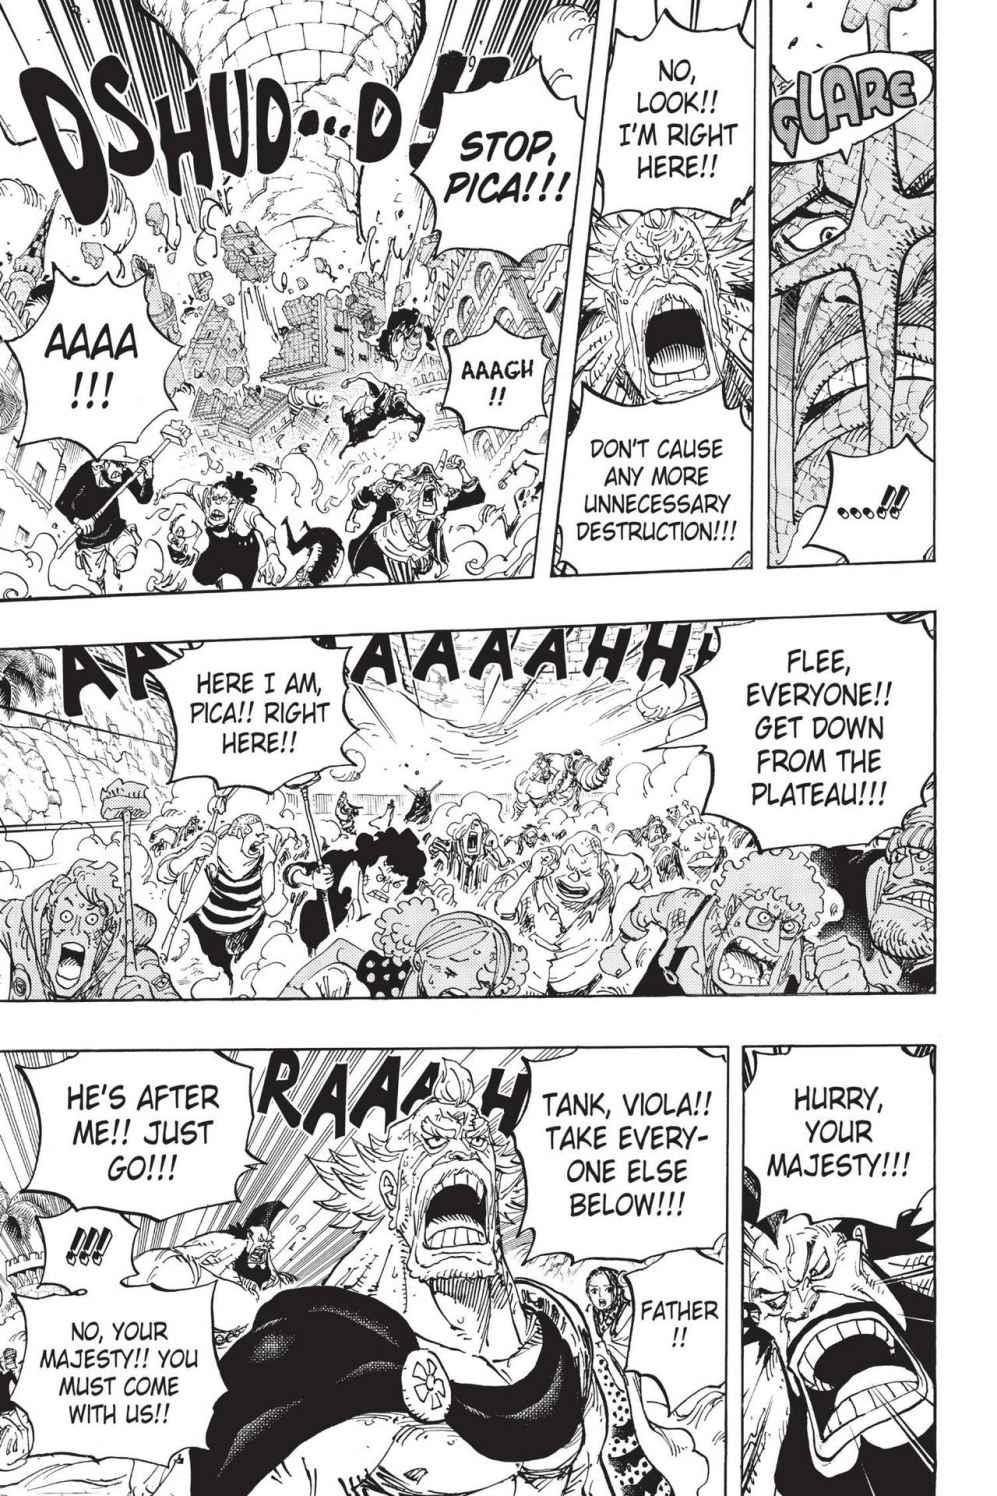 GLARE
...!!
NO,
LOOK!!
I'M RIGHT
HERE!!
DON'T CAUSE
ANY MORE
UNNECESSARY
DESTRUCTION!!!
STOP,
PICA!!!
DSHUD...D
AAAGH
!!
AAAA
!!!
FLEE,
EVERYONE!!
GET DOWN
FROM THE
PLATEAU!!!
HERE I AM,
PICA!! RIGHT
HERE!!
HURRY,
YOUR
MAJESTY!!!
TANK, VIOLA!!
TAKE EVERY-
ONE ELSE
BELOW!!!
FATHER
!!
RAAAAH
HE'S AFTER
ME!! JUST
GO!!!
!!!
NO, YOUR
MAJESTY!! YOU
MUST COME
WITH US!!